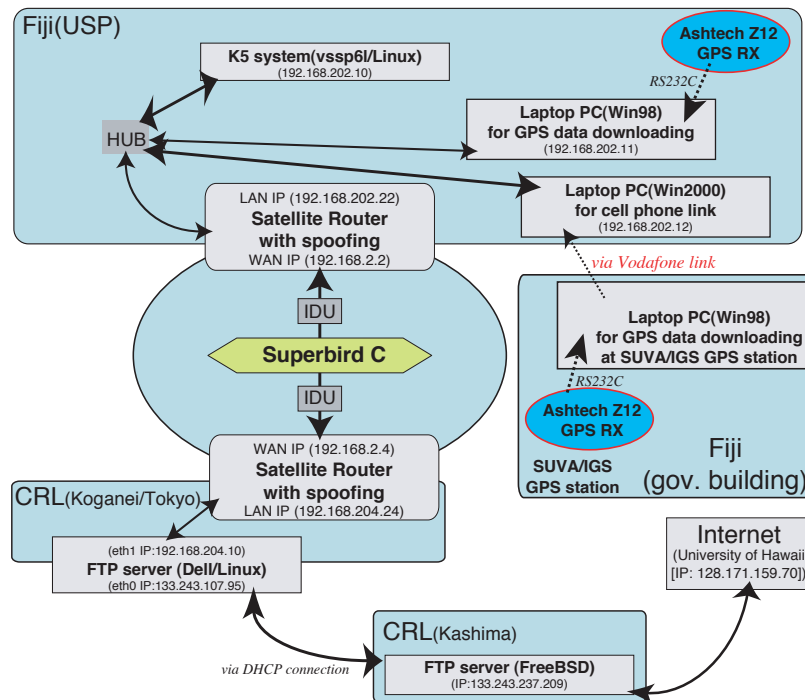 Fiji(USP)
K5 system(vssp6l/Linux)
(192.168.202.10)
Ashtech Z12
GPS RX
RS232C
HUB
Laptop PC(Win98)
for GPS data downloading
(192.168.202.11)
LAN IP (192.168.202.22)
Satellite Router
with spoofing
WAN IP (192.168.2.2)
Laptop PC(Win2000)
for cell phone link
(192.168.202.12)
via Vodafone link
IDU
Superbird C
IDU
Laptop PC(Win98)
for GPS data downloading
at SUVA/IGS GPS station
RS232C
Ashtech Z12
GPS RX
SUVA/IGS
GPS station
Fiji
(gov. building)
WAN IP (192.168.2.4)
Satellite Router
with spoofing
LAN IP (192.168.204.24)
CRL(Koganei/Tokyo)
(eth1 IP:192.168.204.10)
FTP server (Dell/Linux)
(eth0 IP:133.243.107.95)
Internet
(University of Hawaii
[IP: 128.171.159.70])
via DHCP connection
CRL(Kashima)
FTP server (FreeBSD)
(IP:133.243.237.209)